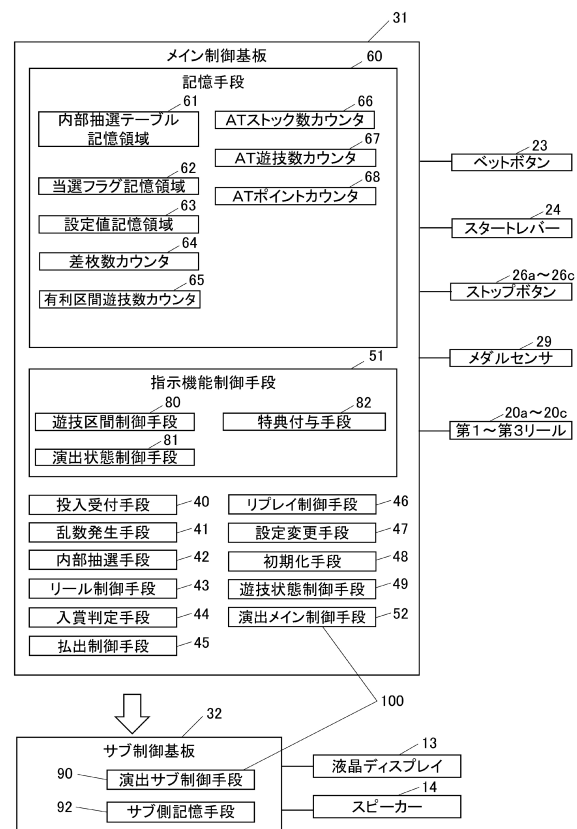 31
メイン制御基板
60
記憶手段
61
内部抽選テーブル
記憶領域
66
ATストック数カウンタ
67
AT遊技数カウンタ
62
当選フラグ記憶領域
68
ATポイントカウンタ
63
設定値記憶領域
64
差枚数カウンタ
65
有利区間遊技数カウンタ
23
ベットボタン
24
スタートレバー
26a～26c
ストップボタン
29
メダルセンサ
20a～20c
第1～第3リール
51
指示機能制御手段
80
遊技区間制御手段
82
特典付与手段
81
演出状態制御手段
投入受付手段 40
乱数発生手段 41
内部抽選手段 42
リール制御手段 43
入賞判定手段 44
払出制御手段 45
リプレイ制御手段 46
設定変更手段 47
初期化手段 48
遊技状態制御手段 49
演出メイン制御手段 52
100
32
サブ制御基板
90 演出サブ制御手段
92 サブ側記憶手段
13
液晶ディスプレイ
14
スピーカー